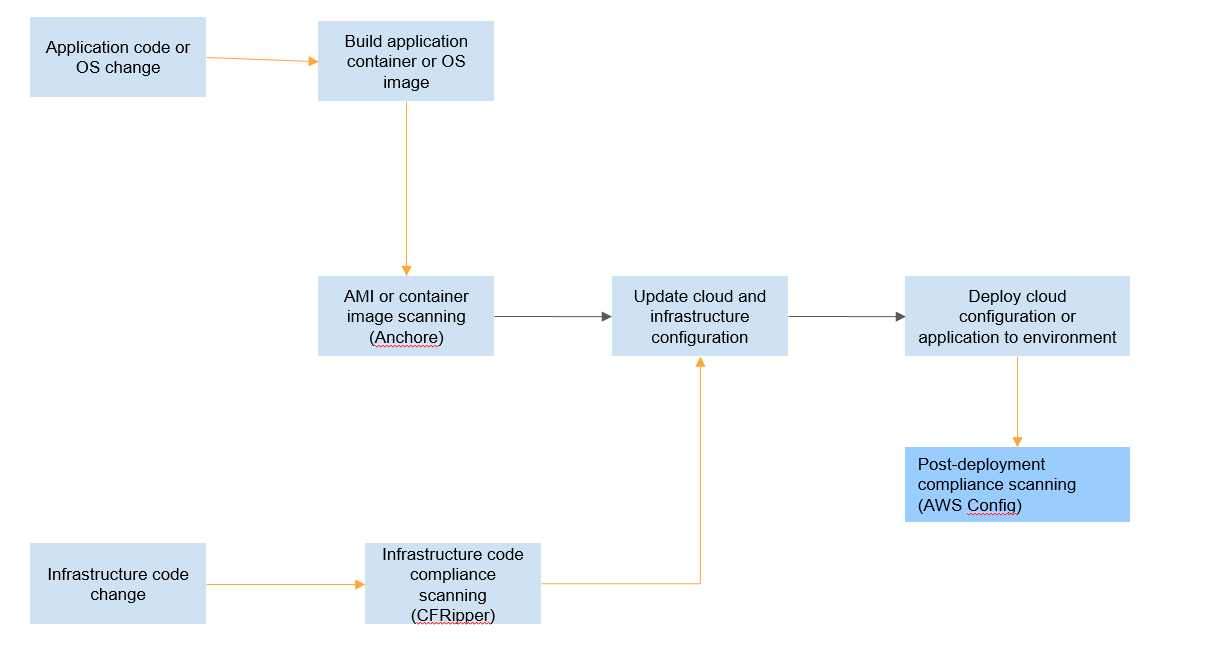 Application code or
OS change
Build application
container or OS
image
AMI or container
image scanning
(Anchore)
Update cloud and
infrastructure
configuration
Deploy cloud
configuration or
application to environment
Post-deployment
compliance scanning
(AWS Config)
Infrastructure code
change
Infrastructure code
compliance
scanning
(CFRipper)